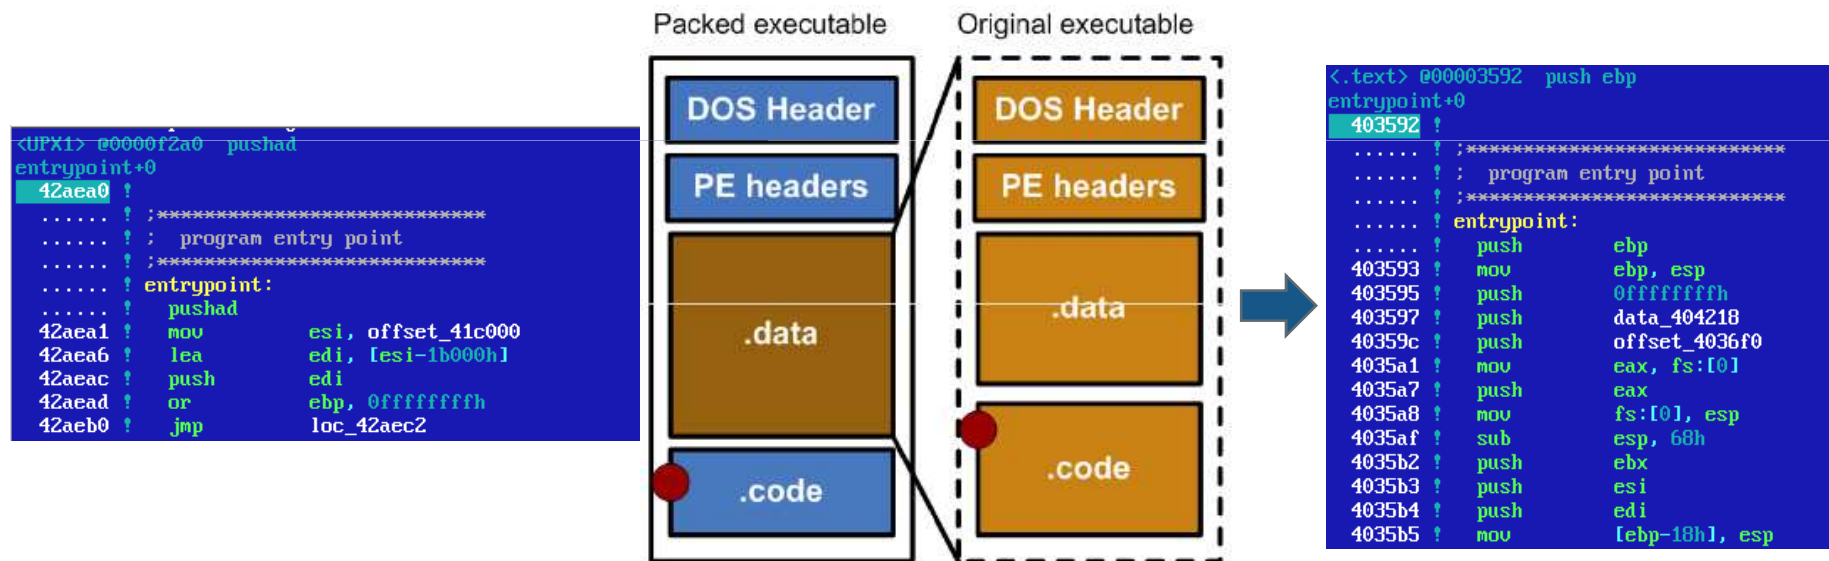 Packed executable
Original executable
<UPX1> @0000f2a0  pushad
entrypoint+0
42aea0 !
...... ! ;****************************
...... ! ;  program entry point
...... ! ;****************************
...... ! entrypoint:
...... !   pushad
42aea1 !   mov         esi, offset_41c000
42aea6 !   lea         edi, [esi-1b000h]
42aeac !   push        edi
42aead !   or          ebp, 0ffffffffh
42aeb0 !   jmp         loc_42aec2
DOS Header
PE headers
.data
.code
DOS Header
PE headers
.data
.code
<.text> @00003592  push ebp
entrypoint+0
403592 !
...... ! ;****************************
...... ! ;  program entry point
...... ! ;****************************
...... ! entrypoint:
...... !   push        ebp
403593 !   mov         ebp, esp
403595 !   push        0ffffffffh
403597 !   push        data_404218
40359c !   push        offset_4036f0
4035a1 !   mov         eax, fs:[0]
4035a7 !   push        eax
4035a8 !   mov         fs:[0], esp
4035af !   sub         esp, 68h
4035b2 !   push        ebx
4035b3 !   push        esi
4035b4 !   push        edi
4035b5 !   mov         [ebp-18h], esp